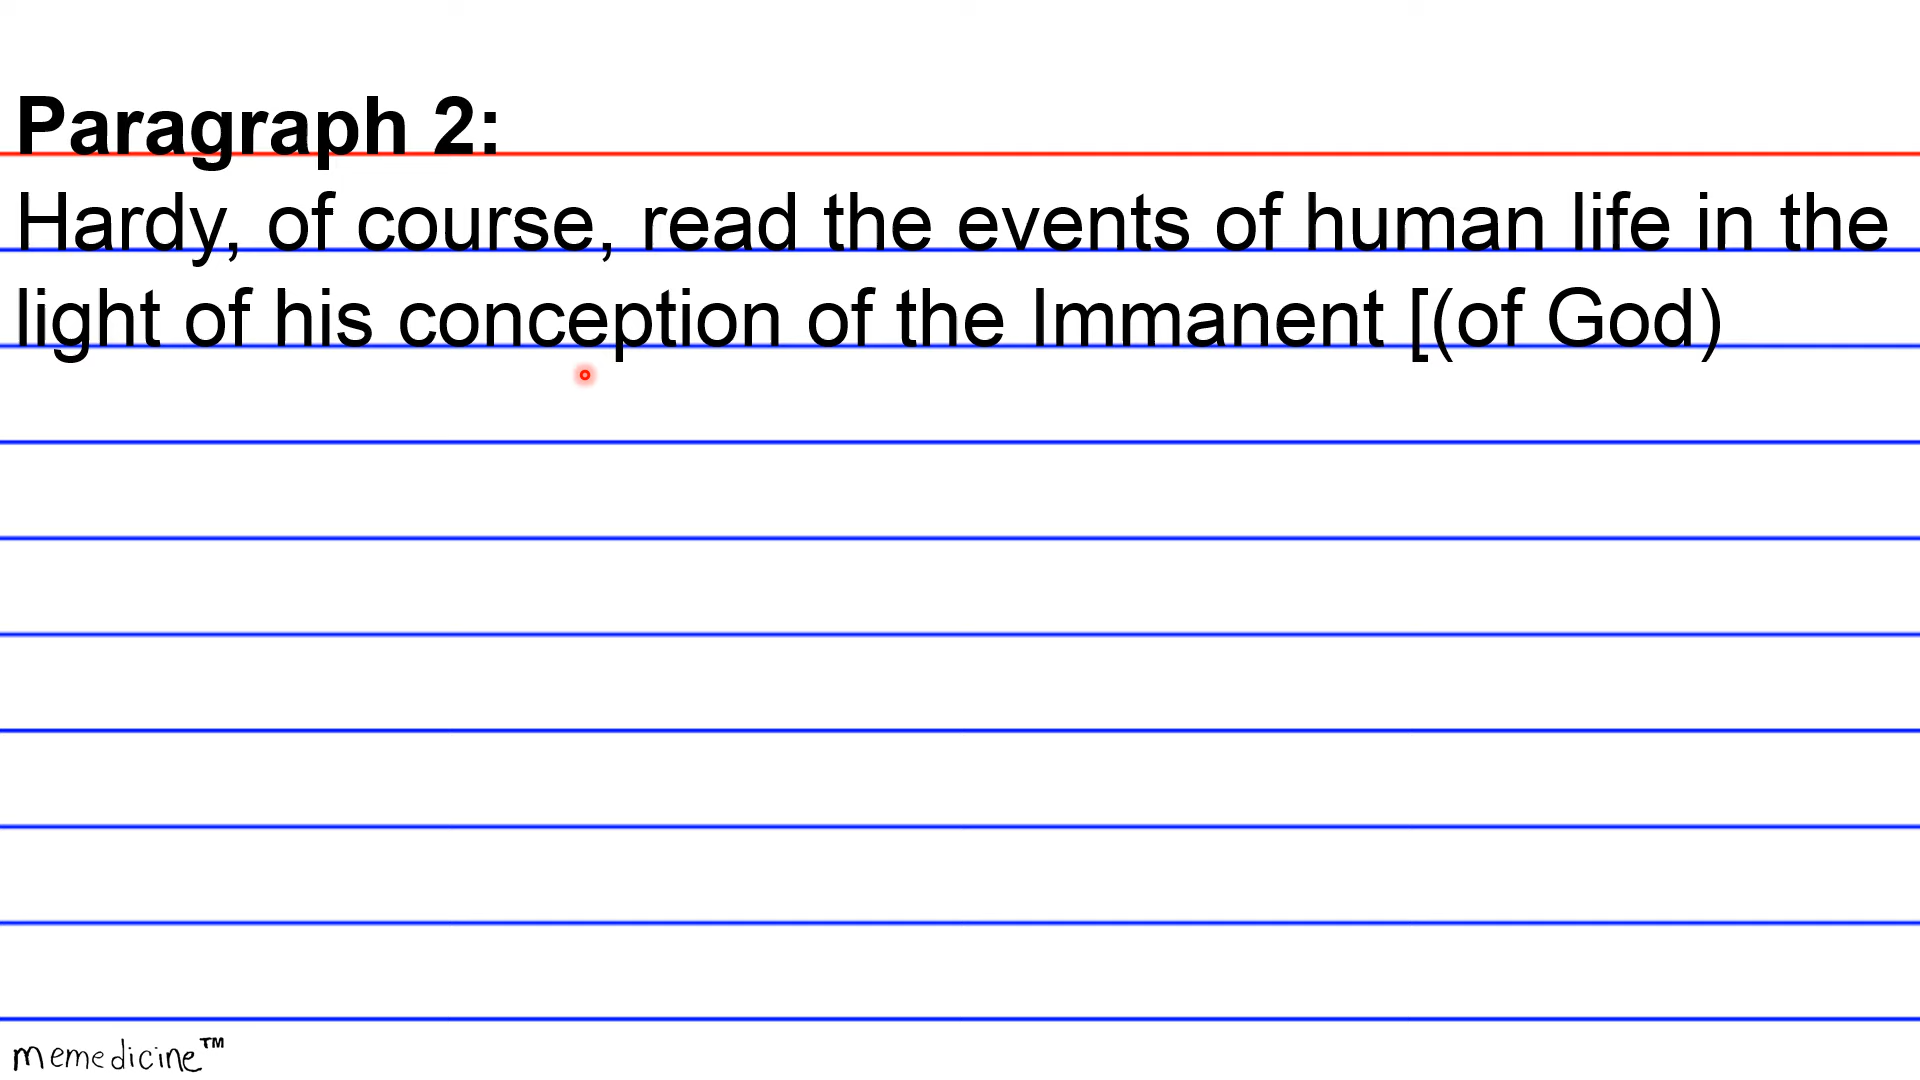 Paragraph 2:
Hardy, of course, read the events of human life in the
light of his conception of the Immanent [(of God)
memedicine™